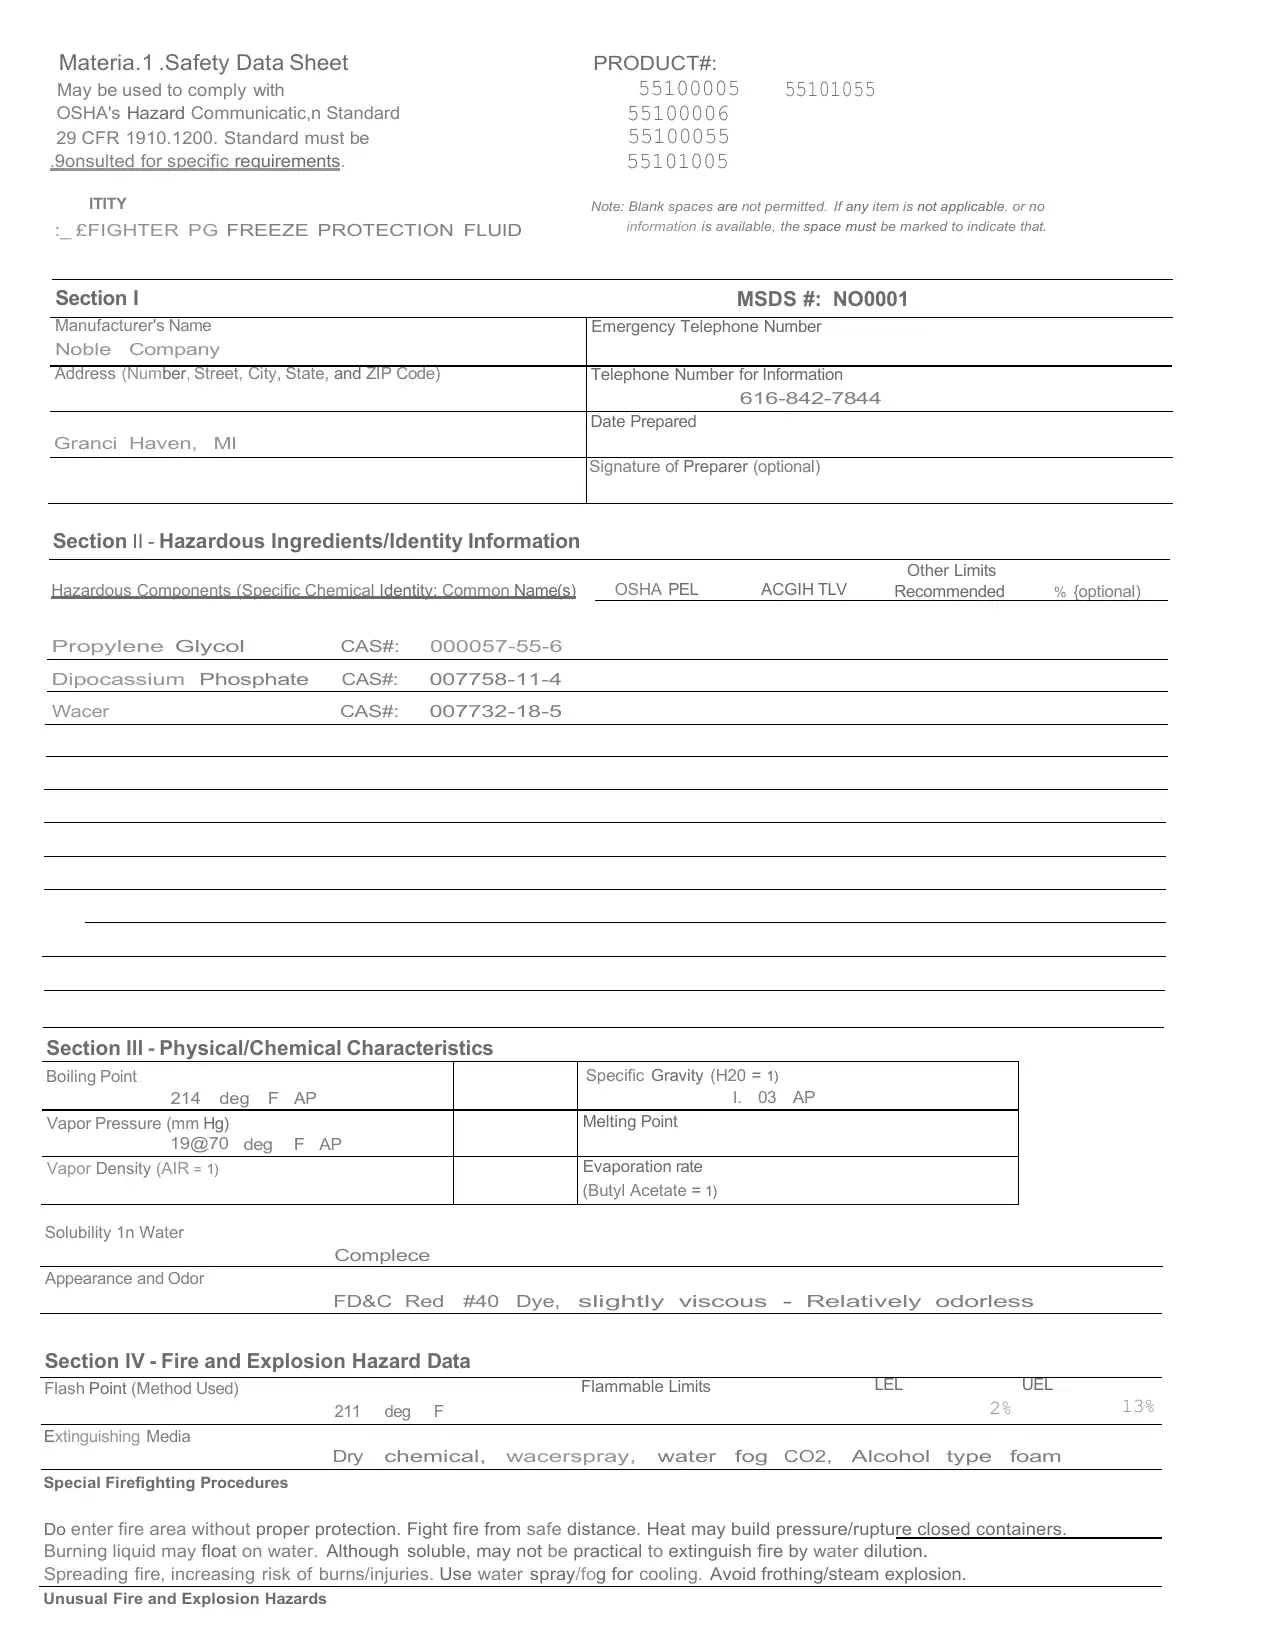 Materia.1 .Safety Data Sheet
May be used to comply with
OSHA's Hazard Communicatic,n Standard
29 CFR 1910.1200. Standard must be
.9onsulted for specific requirements.
PRODUCT#:
55100005 55101055
55100006
55100055
55101005
ITITY
:_ £FIGHTER PG FREEZE PROTECTION FLUID
Note: Blank spaces are not permitted. If any item is not applicable, or no
information is available, the space must be marked to indicate that.
Section I MSDS #: NO0001
Manufacturer's Name
Noble Company
Emergency Telephone Number
Address (Number, Street, City, State, and ZIP Code)
Telephone Number for Information
616-842-7844
Granci Haven, MI
Date Prepared
Signature of Preparer (optional)
Section II - Hazardous Ingredients/Identity Information
Hazardous Components (Specific Chemical Identity: Common Name(s) OSHA PEL ACGIH TLV Other Limits
Recommended % {optional)
Propylene Glycol CAS#: 000057-55-6
Dipocassium Phosphate CAS#: 007758-11-4
Wacer CAS#: 007732-18-5
Section III - Physical/Chemical Characteristics
Boiling Point
214 deg F AP
Specific Gravity (H20 = 1)
I. 03 AP
Vapor Pressure (mm Hg)
19@70 deg F AP
Melting Point
Vapor Density (AIR = 1)
Evaporation rate
(Butyl Acetate = 1)
Solubility 1n Water
Complece
Appearance and Odor
FD&C Red #40 Dye, slightly viscous - Relatively odorless
Section IV - Fire and Explosion Hazard Data
Flash Point (Method Used) Flammable Limits LEL UEL
211 deg F 2% 13%
Extinguishing Media
Dry chemical, wacerspray, water fog CO2, Alcohol type foam
Special Firefighting Procedures
Do enter fire area without proper protection. Fight fire from safe distance. Heat may build pressure/rupture closed containers.
Burning liquid may float on water. Although soluble, may not be practical to extinguish fire by water dilution.
Spreading fire, increasing risk of burns/injuries. Use water spray/fog for cooling. Avoid frothing/steam explosion.
Unusual Fire and Explosion Hazards